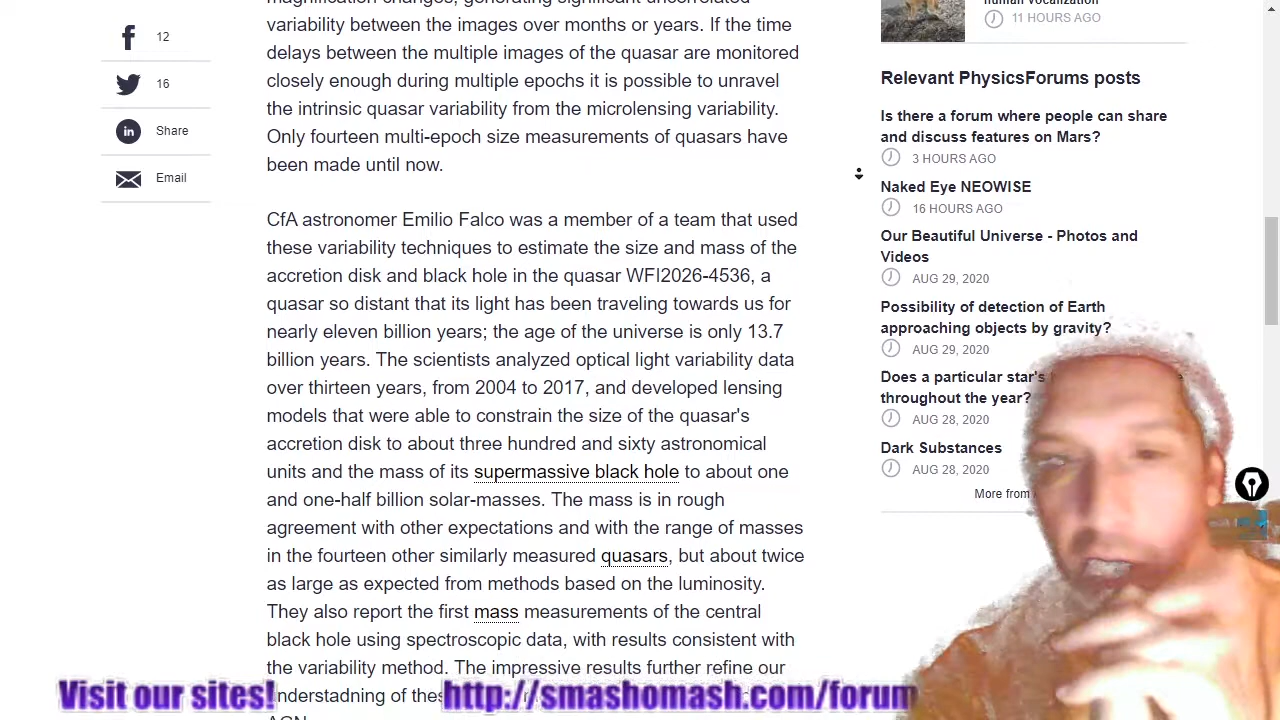 magnification changes, generating significant uncorrelated
variability between the images over months or years. If the time
delays between the multiple images of the quasar are monitored
closely enough during multiple epochs it is possible to unravel
the intrinsic quasar variability from the microlensing variability.
Only fourteen multi-epoch size measurements of quasars have
been made until now.
CfA astronomer Emilio Falco was a member of a team that used
these variability techniques to estimate the size and mass of the
accretion disk and black hole in the quasar WFI2026-4536, a
quasar so distant that its light has been traveling towards us for
nearly eleven billion years; the age of the universe is only 13.7
billion years. The scientists analyzed optical light variability data
over thirteen years, from 2004 to 2017, and developed lensing
models that were able to constrain the size of the quasar's
accretion disk to about three hundred and sixty astronomical
units and the mass of its supermassive black hole to about one
and one-half billion solar-masses. The mass is in rough
agreement with other expectations and with the range of masses
in the fourteen other similarly measured quasars, but about twice
as large as expected from methods based on the luminosity.
They also report the first mass measurements of the central
black hole using spectroscopic data, with results consistent with
the variability method. The impressive results further refine our
understadning of these
AGN
12
16
Share
Email
human vocalization
11 HOURS AGO
Relevant PhysicsForums posts
Is there a forum where people can share
and discuss features on Mars?
3 HOURS AGO
Naked Eye NEOWISE
16 HOURS AGO
Our Beautiful Universe - Photos and
Videos
AUG 29, 2020
Possibility of detection of Earth
approaching objects by gravity?
AUG 29, 2020
Does a particular star's
throughout the year?
AUG 28, 2020
Dark Substances
AUG 28, 2020
More from
Visit our sites!
http://smashomash.com/forum